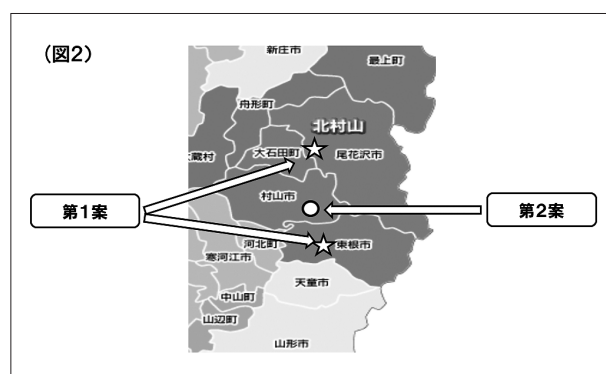 (図2)
新庄市
最上町
舟形町
北村山
大蔵村
大石田町
尾花沢市
村山市
第1案
第2案
河北町
東根市
寒河江市
天童市
中山町
山辺町
山形市